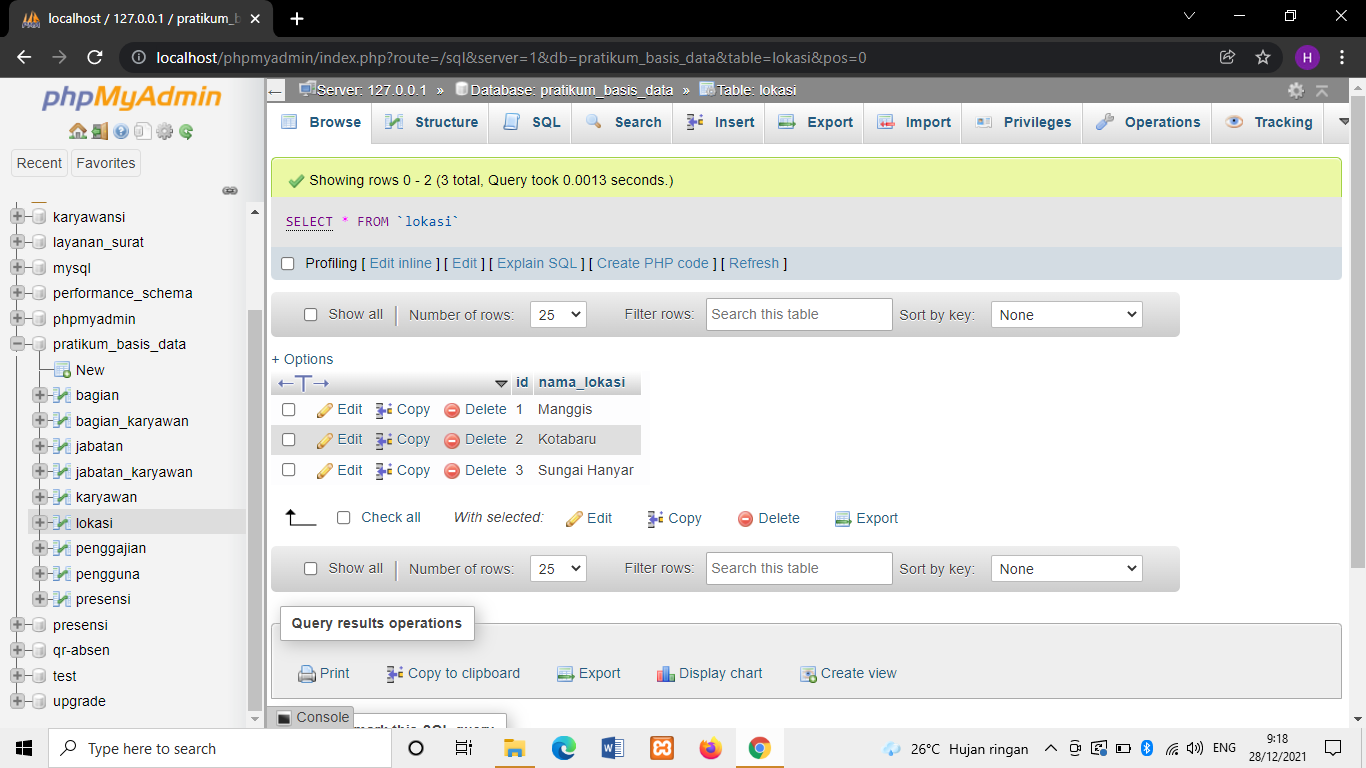 localhost / 127.0.0.1 / pratikum_b
localhost/phpmyadmin/index.php?route=/sql&server=1&db=pratikum_basis_data&table=lokasi&pos=0
H
phpMyAdmin
Recent Favorites
karyawansi
layanan_surat
mysql
performance_schema
phpmyadmin
pratikum_basis_data
New
bagian
bagian_karyawan
jabatan
jabatan_karyawan
karyawan
lokasi
penggajian
pengguna
presensi
presensi
qr-absen
test
upgrade
Server: 127.0.0.1 » Database: pratikum_basis_data » Table: lokasi
Browse Structure SQL Search Insert Export Import Privileges Operations Tracking
Showing rows 0 - 2 (3 total, Query took 0.0013 seconds.)
SELECT * FROM `lokasi`
Profiling [ Edit inline ] [ Edit ] [ Explain SQL ] [ Create PHP code ] [ Refresh ]
Show all Number of rows: 25 Filter rows: Search this table Sort by key: None
+ Options
id nama_lokasi
Edit Copy Delete 1 Manggis
Edit Copy Delete 2 Kotabaru
Edit Copy Delete 3 Sungai Hanyar
Check all With selected: Edit Copy Delete Export
Show all Number of rows: 25 Filter rows: Search this table Sort by key: None
Query results operations
Print Copy to clipboard Export Display chart Create view
Console
Type here to search
26°C Hujan ringan
ENG
9:18
28/12/2021